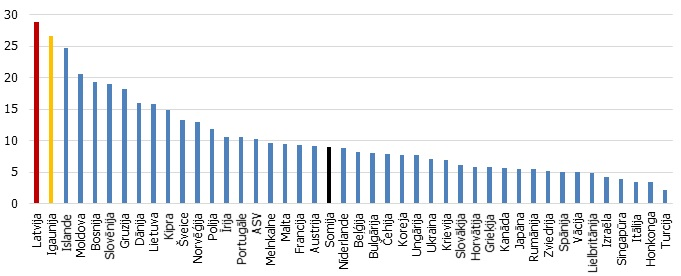 30
25
20
15
10
5
0
Latvija
Igaunija
Islande
Moldova
Bosnija
Slovēnija
Gruzija
Dānija
Lietuva
Kipra
Šveice
Norvēģija
Polija
Īrija
Portugāle
ASV
Melnkalne
Malta
Francija
Austrija
Somija
Nīderlande
Beļģija
Bulgārija
Čehija
Koreja
Ungārija
Ukraina
Krievija
Slovākija
Horvātija
Grieķija
Kanāda
Japāna
Rumānija
Zviedrija
Spānija
Vācija
Lielbritānija
Izraēla
Singapūra
Itālija
Honkonga
Turcija